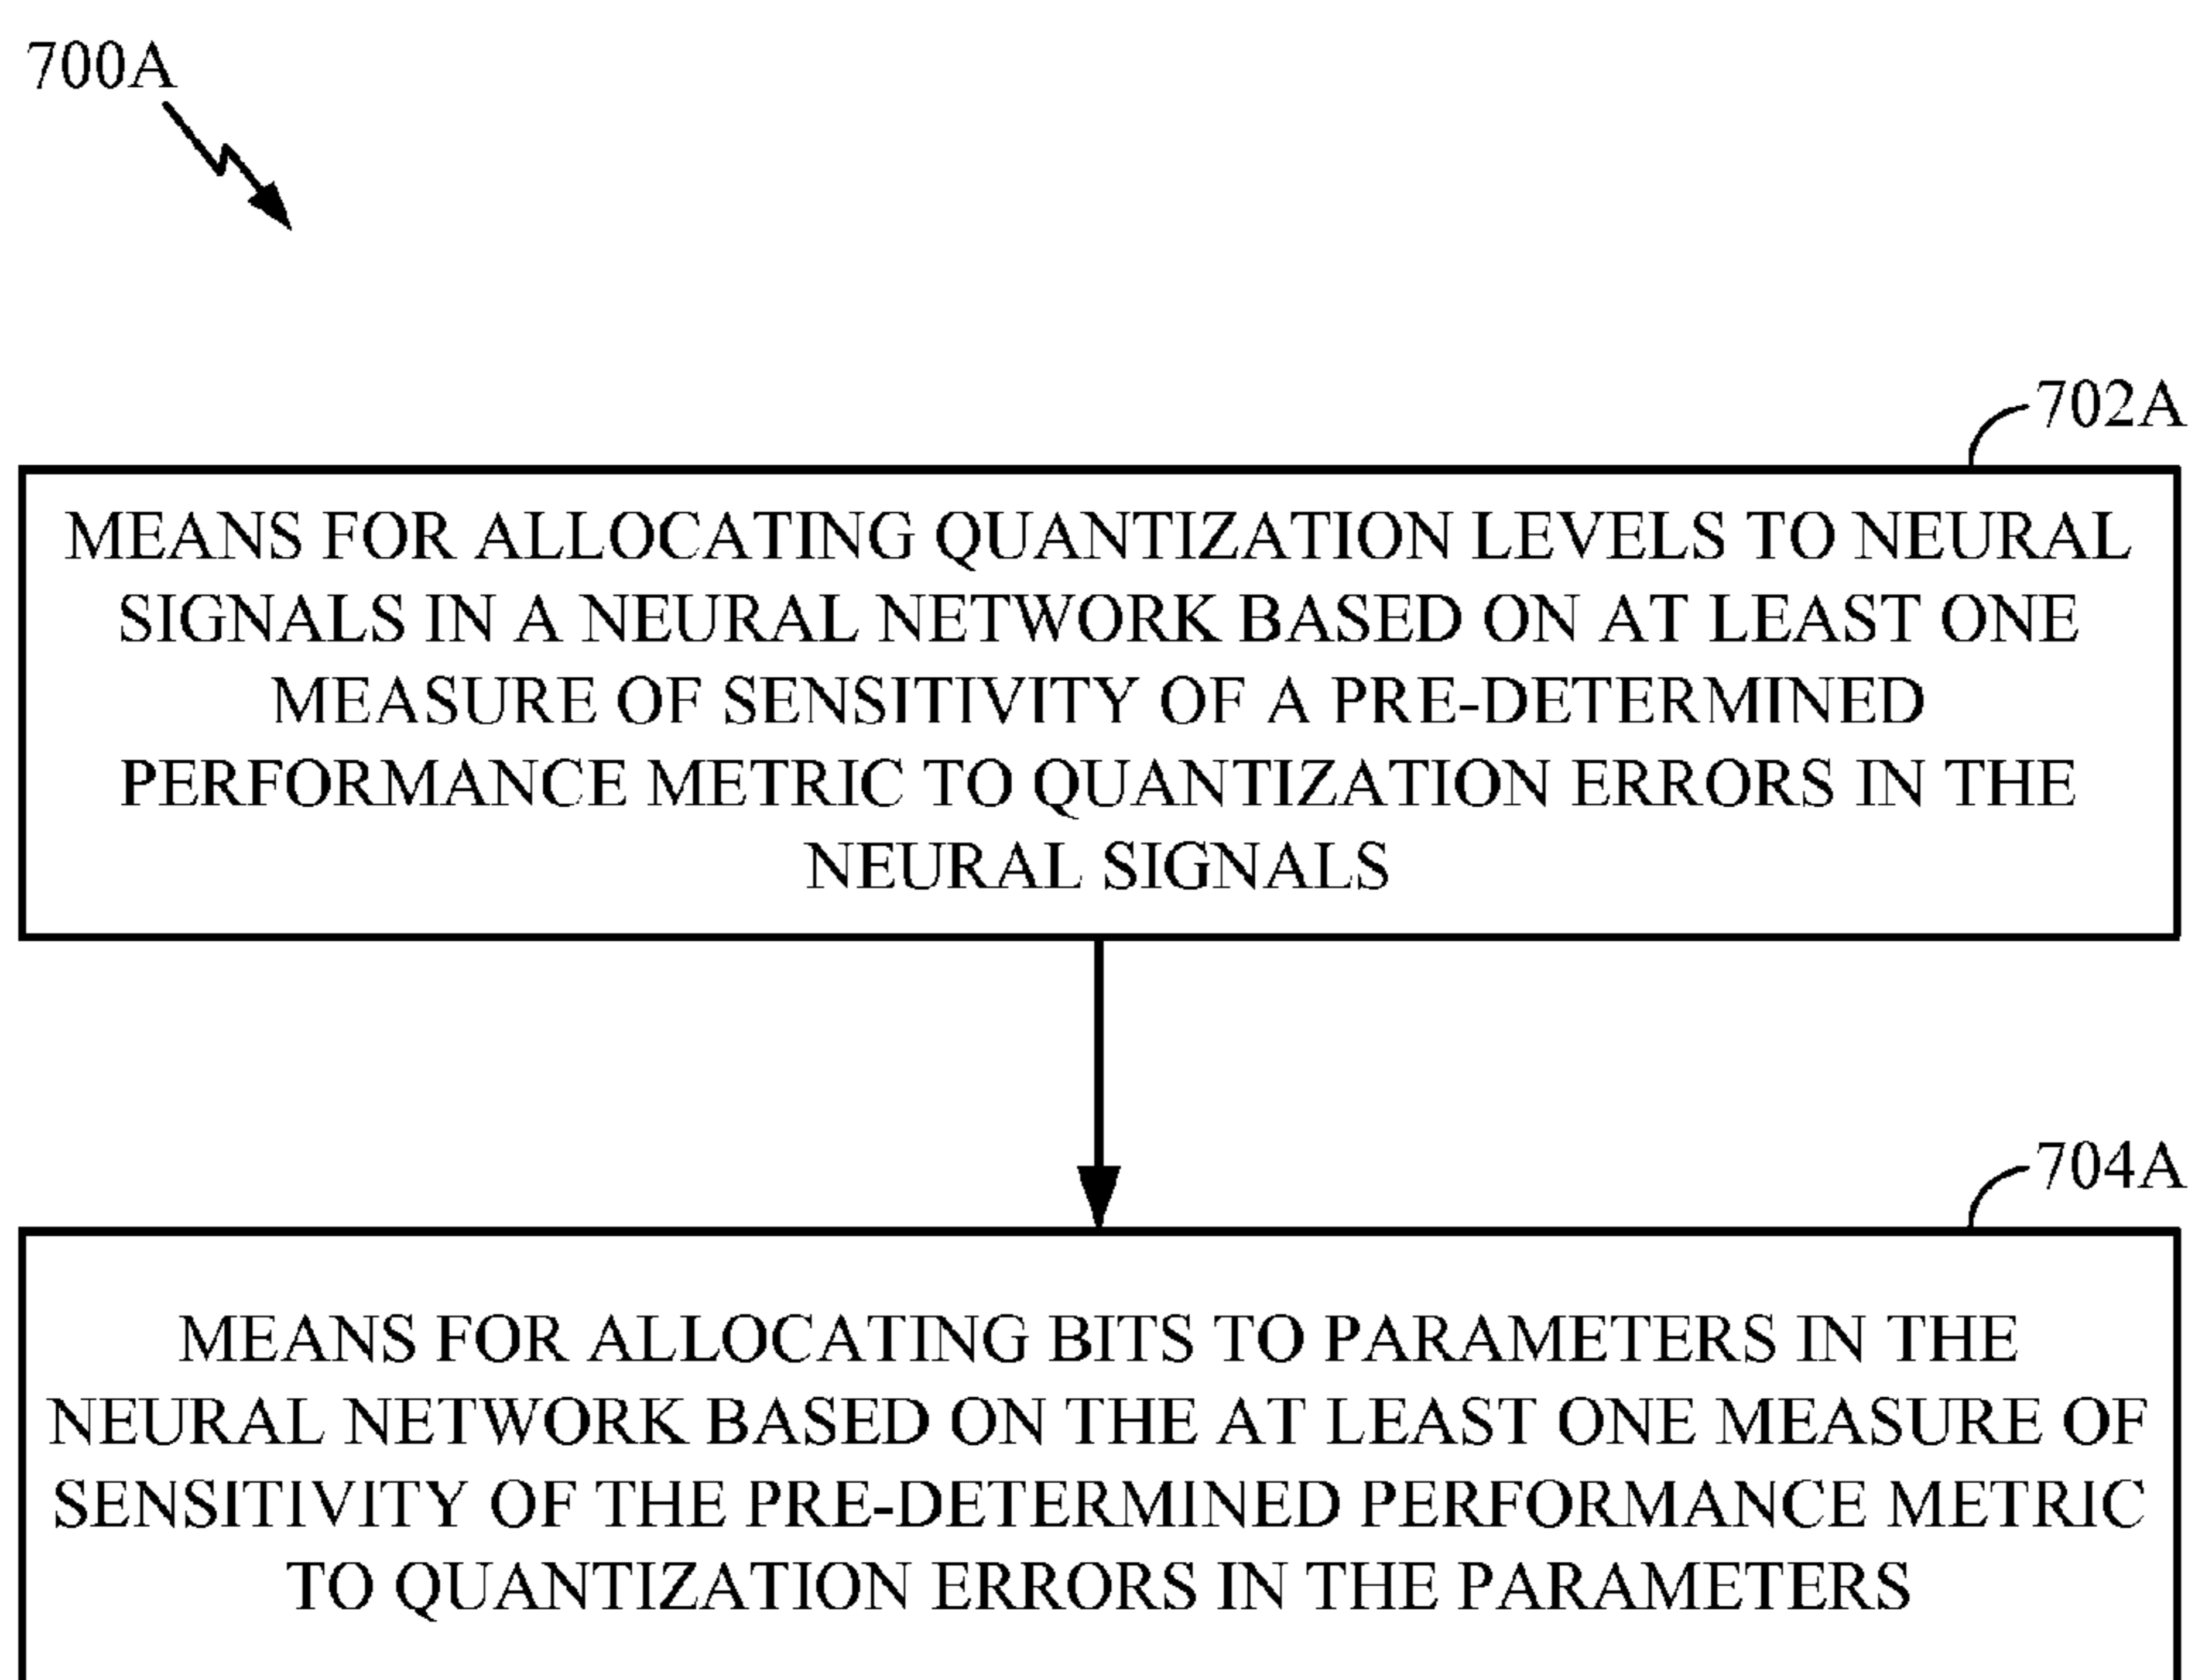 700A
702A
MEANS FOR ALLOCATING QUANTIZATION LEVELS TO NEURAL
SIGNALS IN A NEURAL NETWORK BASED ON AT LEAST ONE
MEASURE OF SENSITIVITY OF A PRE-DETERMINED
PERFORMANCE METRIC TO QUANTIZATION ERRORS IN THE
NEURAL SIGNALS
704A
MEANS FOR ALLOCATING BITS TO PARAMETERS IN THE
NEURAL NETWORK BASED ON THE AT LEAST ONE MEASURE OF
SENSITIVITY OF THE PRE-DETERMINED PERFORMANCE METRIC
TO QUANTIZATION ERRORS IN THE PARAMETERS